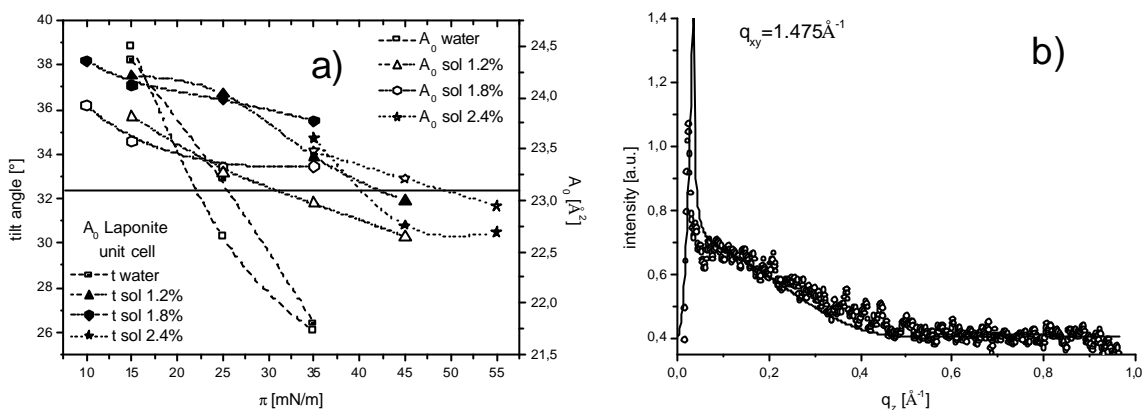 a)
A0 water
A0 sol 1.2%
A0 sol 1.8%
A0 sol 2.4%
A0 Laponite
unit cell
t water
t sol 1.2%
t sol 1.8%
t sol 2.4%
tilt angle [°]
40
38
36
34
32
30
28
26
10 15 20 25 30 35 35 45 55
π [mN/m]
24,5
24,0
23,5
23,0
22,5
22,0
21,5
A0 [Å²]
b)
qxy=1.475Å-1
intensity [a.u.]
1,4
1,2
1,0
0,8
0,6
0,4
0,0 0,2 0,4 0,6 0,8 1,0
qz [Å-1]